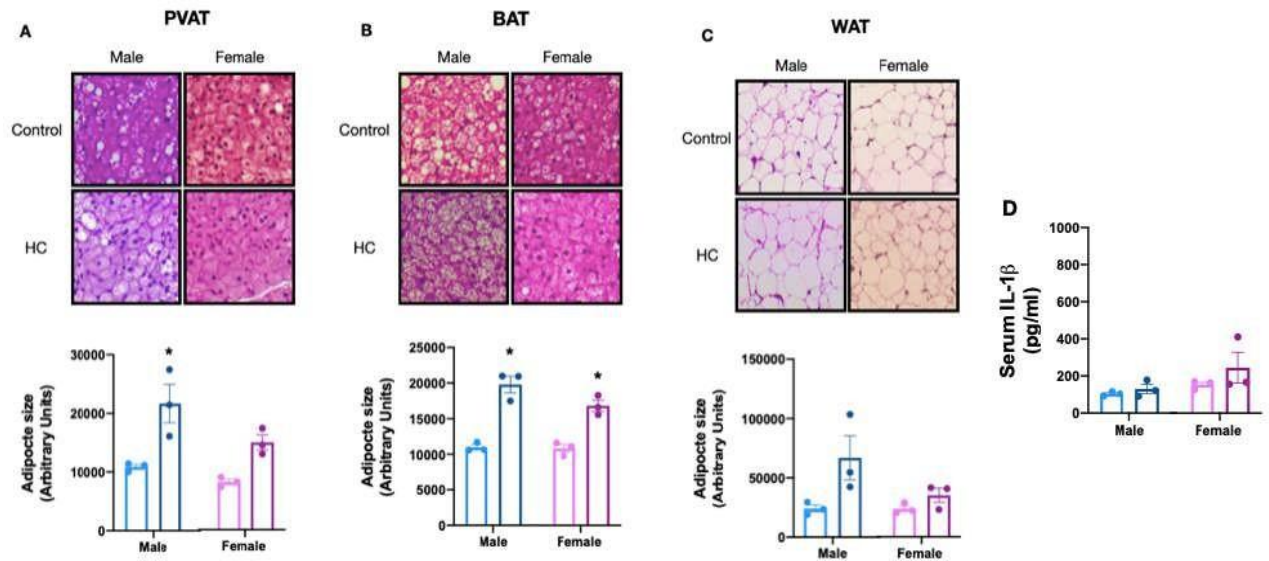 A
PVAT
Male
Female
Control
HC
30000
20000
10000
0
Adipocte size
(Arbitrary Units)
*
Male
Female
B
BAT
Male
Female
Control
HC
25000
20000
15000
10000
5000
0
Adipocte size
(Arbitrary Units)
*
*
Male
Female
C
WAT
Male
Female
Control
HC
150000
100000
50000
0
Adipocte size
(Arbitrary Units)
Male
Female
D
1000
800
600
400
200
0
Serum IL-1β
(pg/ml)
Male
Female